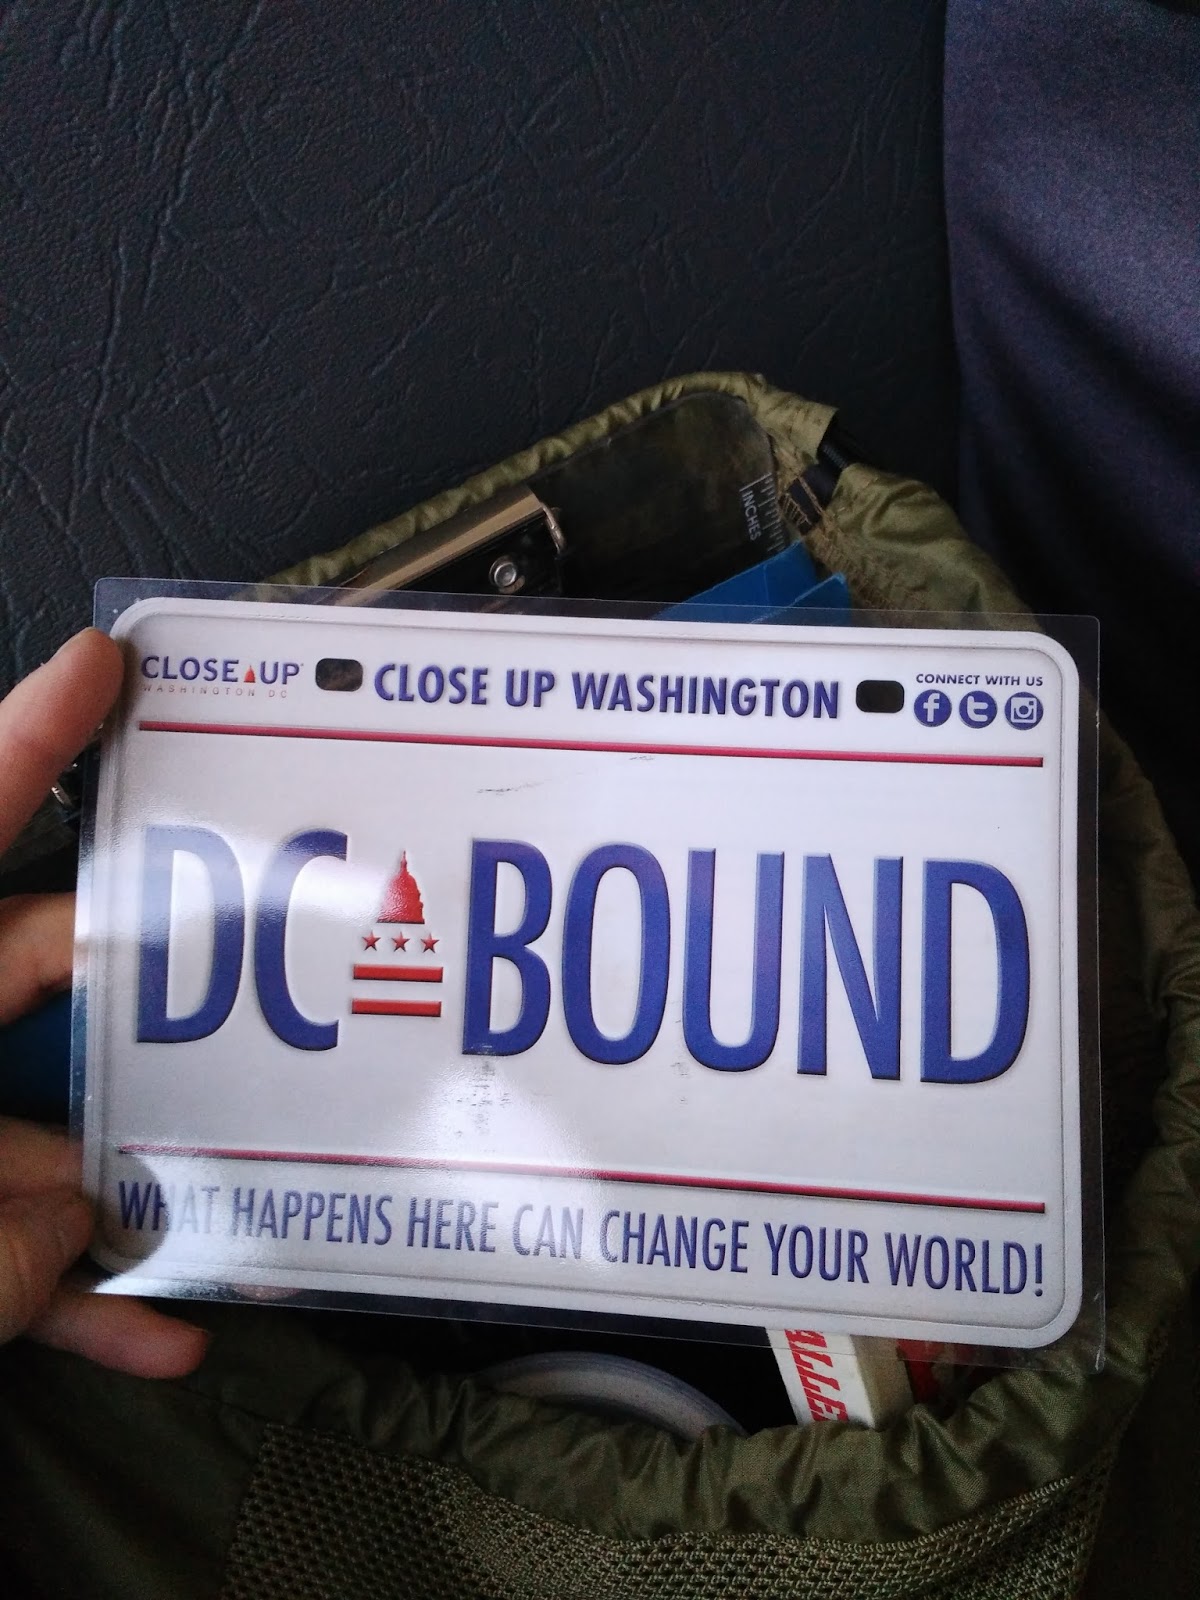 CLOSE UP
WASHINGTON DC
CLOSE UP WASHINGTON
CONNECT WITH US
DC BOUND
WHAT HAPPENS HERE CAN CHANGE YOUR WORLD!
INCHES